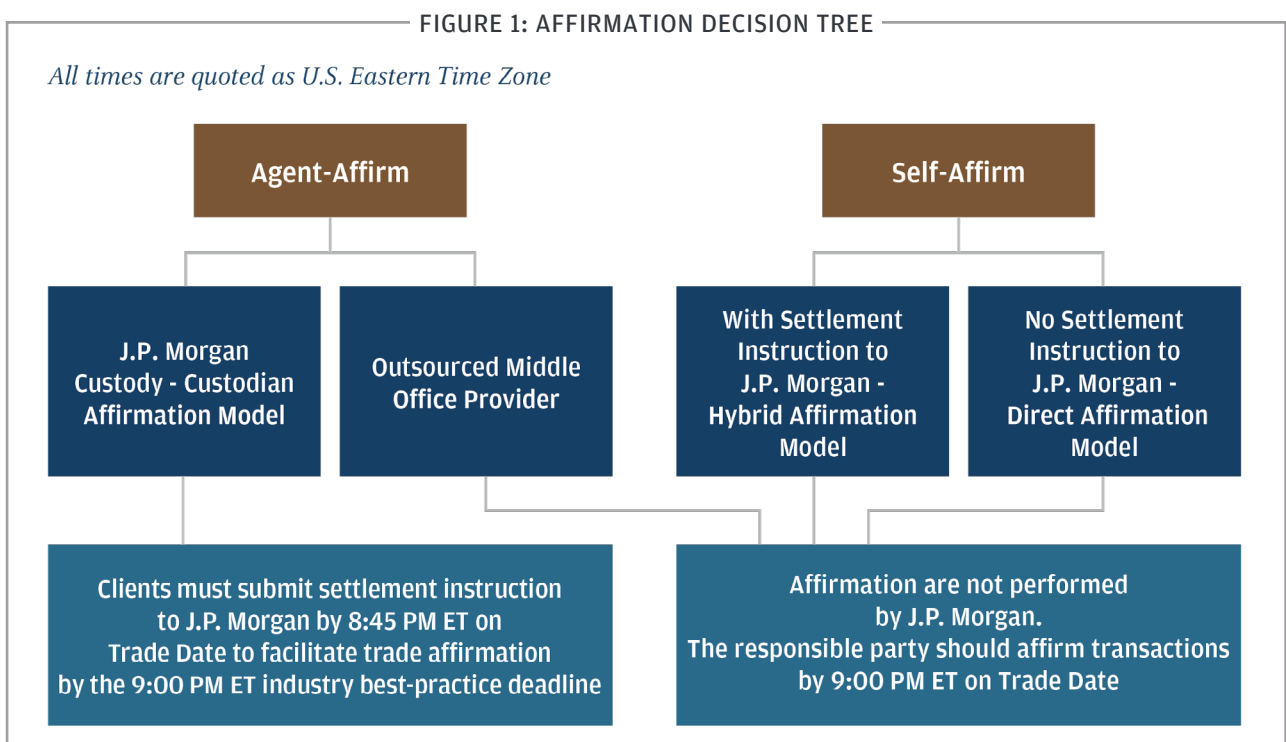 FIGURE 1: AFFIRMATION DECISION TREE
All times are quoted as U.S. Eastern Time Zone
Agent-Affirm
Self-Affirm
J.P. Morgan
Custody - Custodian
Affirmation Model
Outsourced Middle
Office Provider
With Settlement
Instruction to
J.P. Morgan -
Hybrid Affirmation
Model
No Settlement
Instruction to
J.P. Morgan -
Direct Affirmation
Model
Clients must submit settlement instruction
to J.P. Morgan by 8:45 PM ET on
Trade Date to facilitate trade affirmation
by the 9:00 PM ET industry best-practice deadline
Affirmation are not performed
by J.P. Morgan.
The responsible party should affirm transactions
by 9:00 PM ET on Trade Date